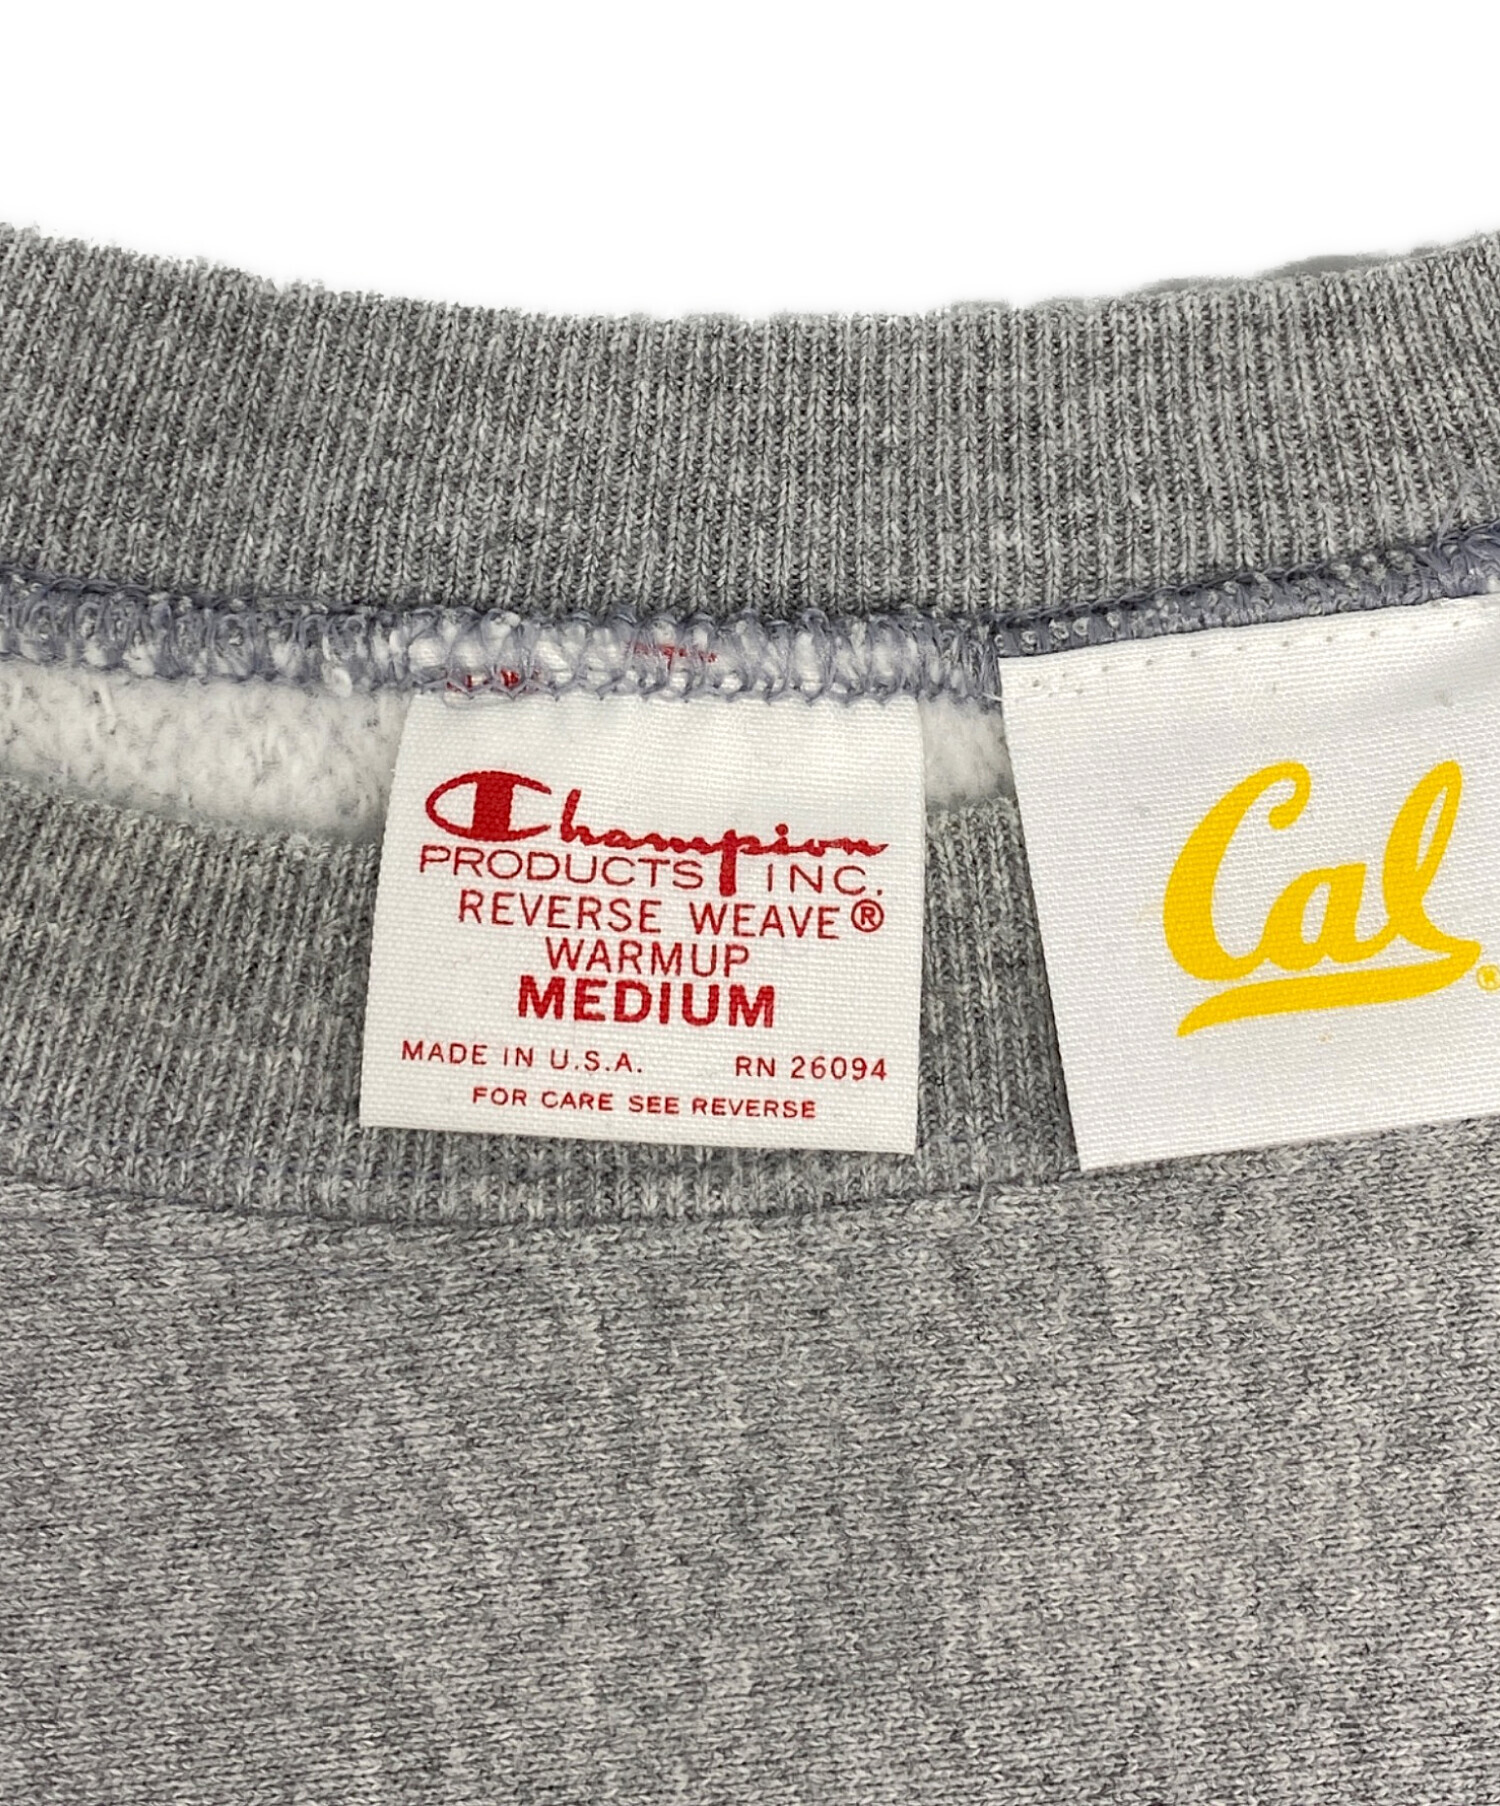 Champion
PRODUCTS INC.
REVERSE WEAVE®
WARMUP
MEDIUM
MADE IN U.S.A. RN 26094
FOR CARE SEE REVERSE
Cal®